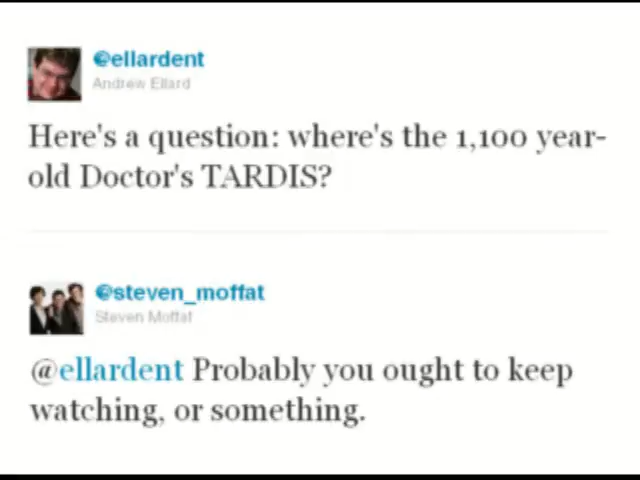 @ellardent
Andrew Ellard
Here's a question: where's the 1,100 year-
old Doctor's TARDIS?
@steven_moffat
Steven Moffat
@ellardent Probably you ought to keep
watching, or something.